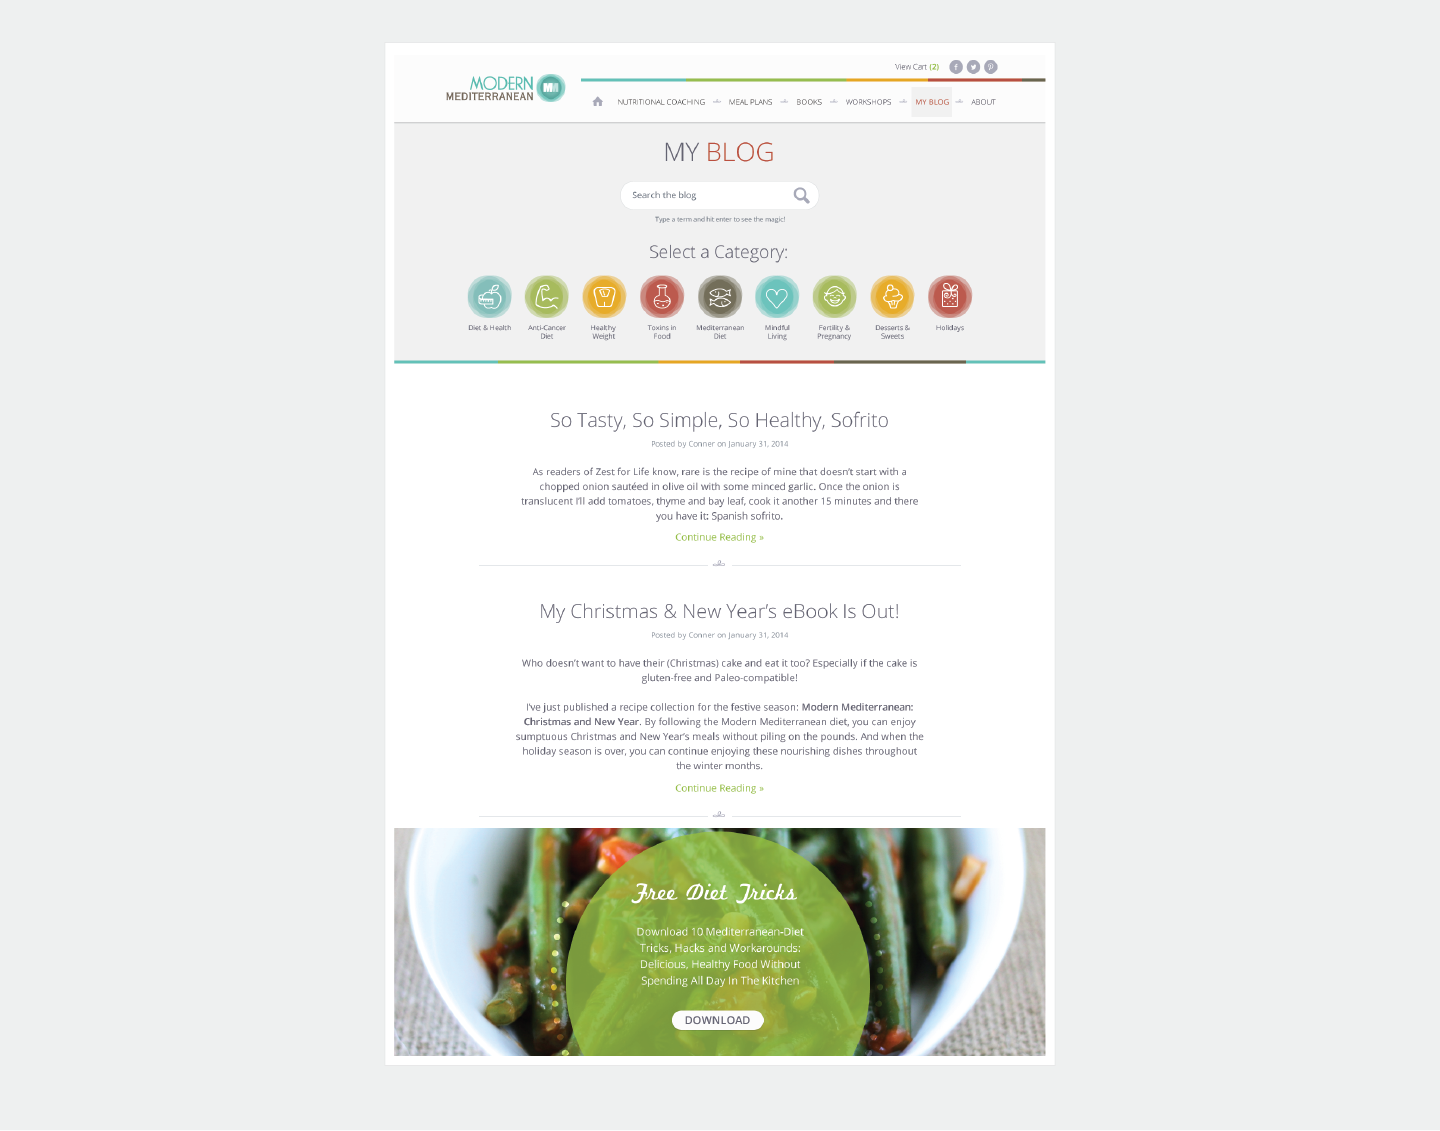 View Cart (2)
MODERN
MEDITERRANEAN
NUTRITIONAL COACHING
MEAL PLANS
BOOKS
WORKSHOPS
MY BLOG
ABOUT
MY BLOG
Search the blog
Type a term and hit enter to see the magic!
Select a Category:
Diet & Health
Anti-Cancer
Diet
Healthy
Weight
Toxins in
Food
Mediterranean
Diet
Mindful
Living
Fertility &
Pregnancy
Desserts &
Sweets
Holidays
So Tasty, So Simple, So Healthy, Sofrito
Posted by Conner on January 31, 2014
As readers of Zest for Life know, rare is the recipe of mine that doesn't start with a
chopped onion sautéed in olive oil with some minced garlic. Once the onion is
translucent I'll add tomatoes, thyme and bay leaf, cook it another 15 minutes and there
you have it: Spanish sofrito.
Continue Reading »
My Christmas & New Year's eBook Is Out!
Posted by Conner on January 31, 2014
Who doesn't want to have their (Christmas) cake and eat it too? Especially if the cake is
gluten-free and Paleo-compatible!
I've just published a recipe collection for the festive season: Modern Mediterranean:
Christmas and New Year. By following the Modern Mediterranean diet, you can enjoy
sumptuous Christmas and New Year's meals without piling on the pounds. And when the
holiday season is over, you can continue enjoying these nourishing dishes throughout
the winter months.
Continue Reading »
Free Diet Tricks
Download 10 Mediterranean-Diet
Tricks, Hacks and Workarounds:
Delicious, Healthy Food Without
Spending All Day In The Kitchen
DOWNLOAD